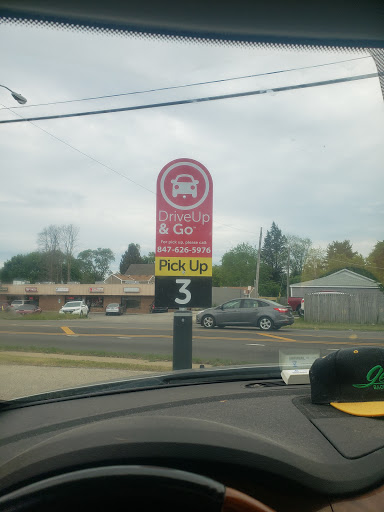 DriveUp
& Go
For pick up, please call:
847-626-5976
Pick Up
3